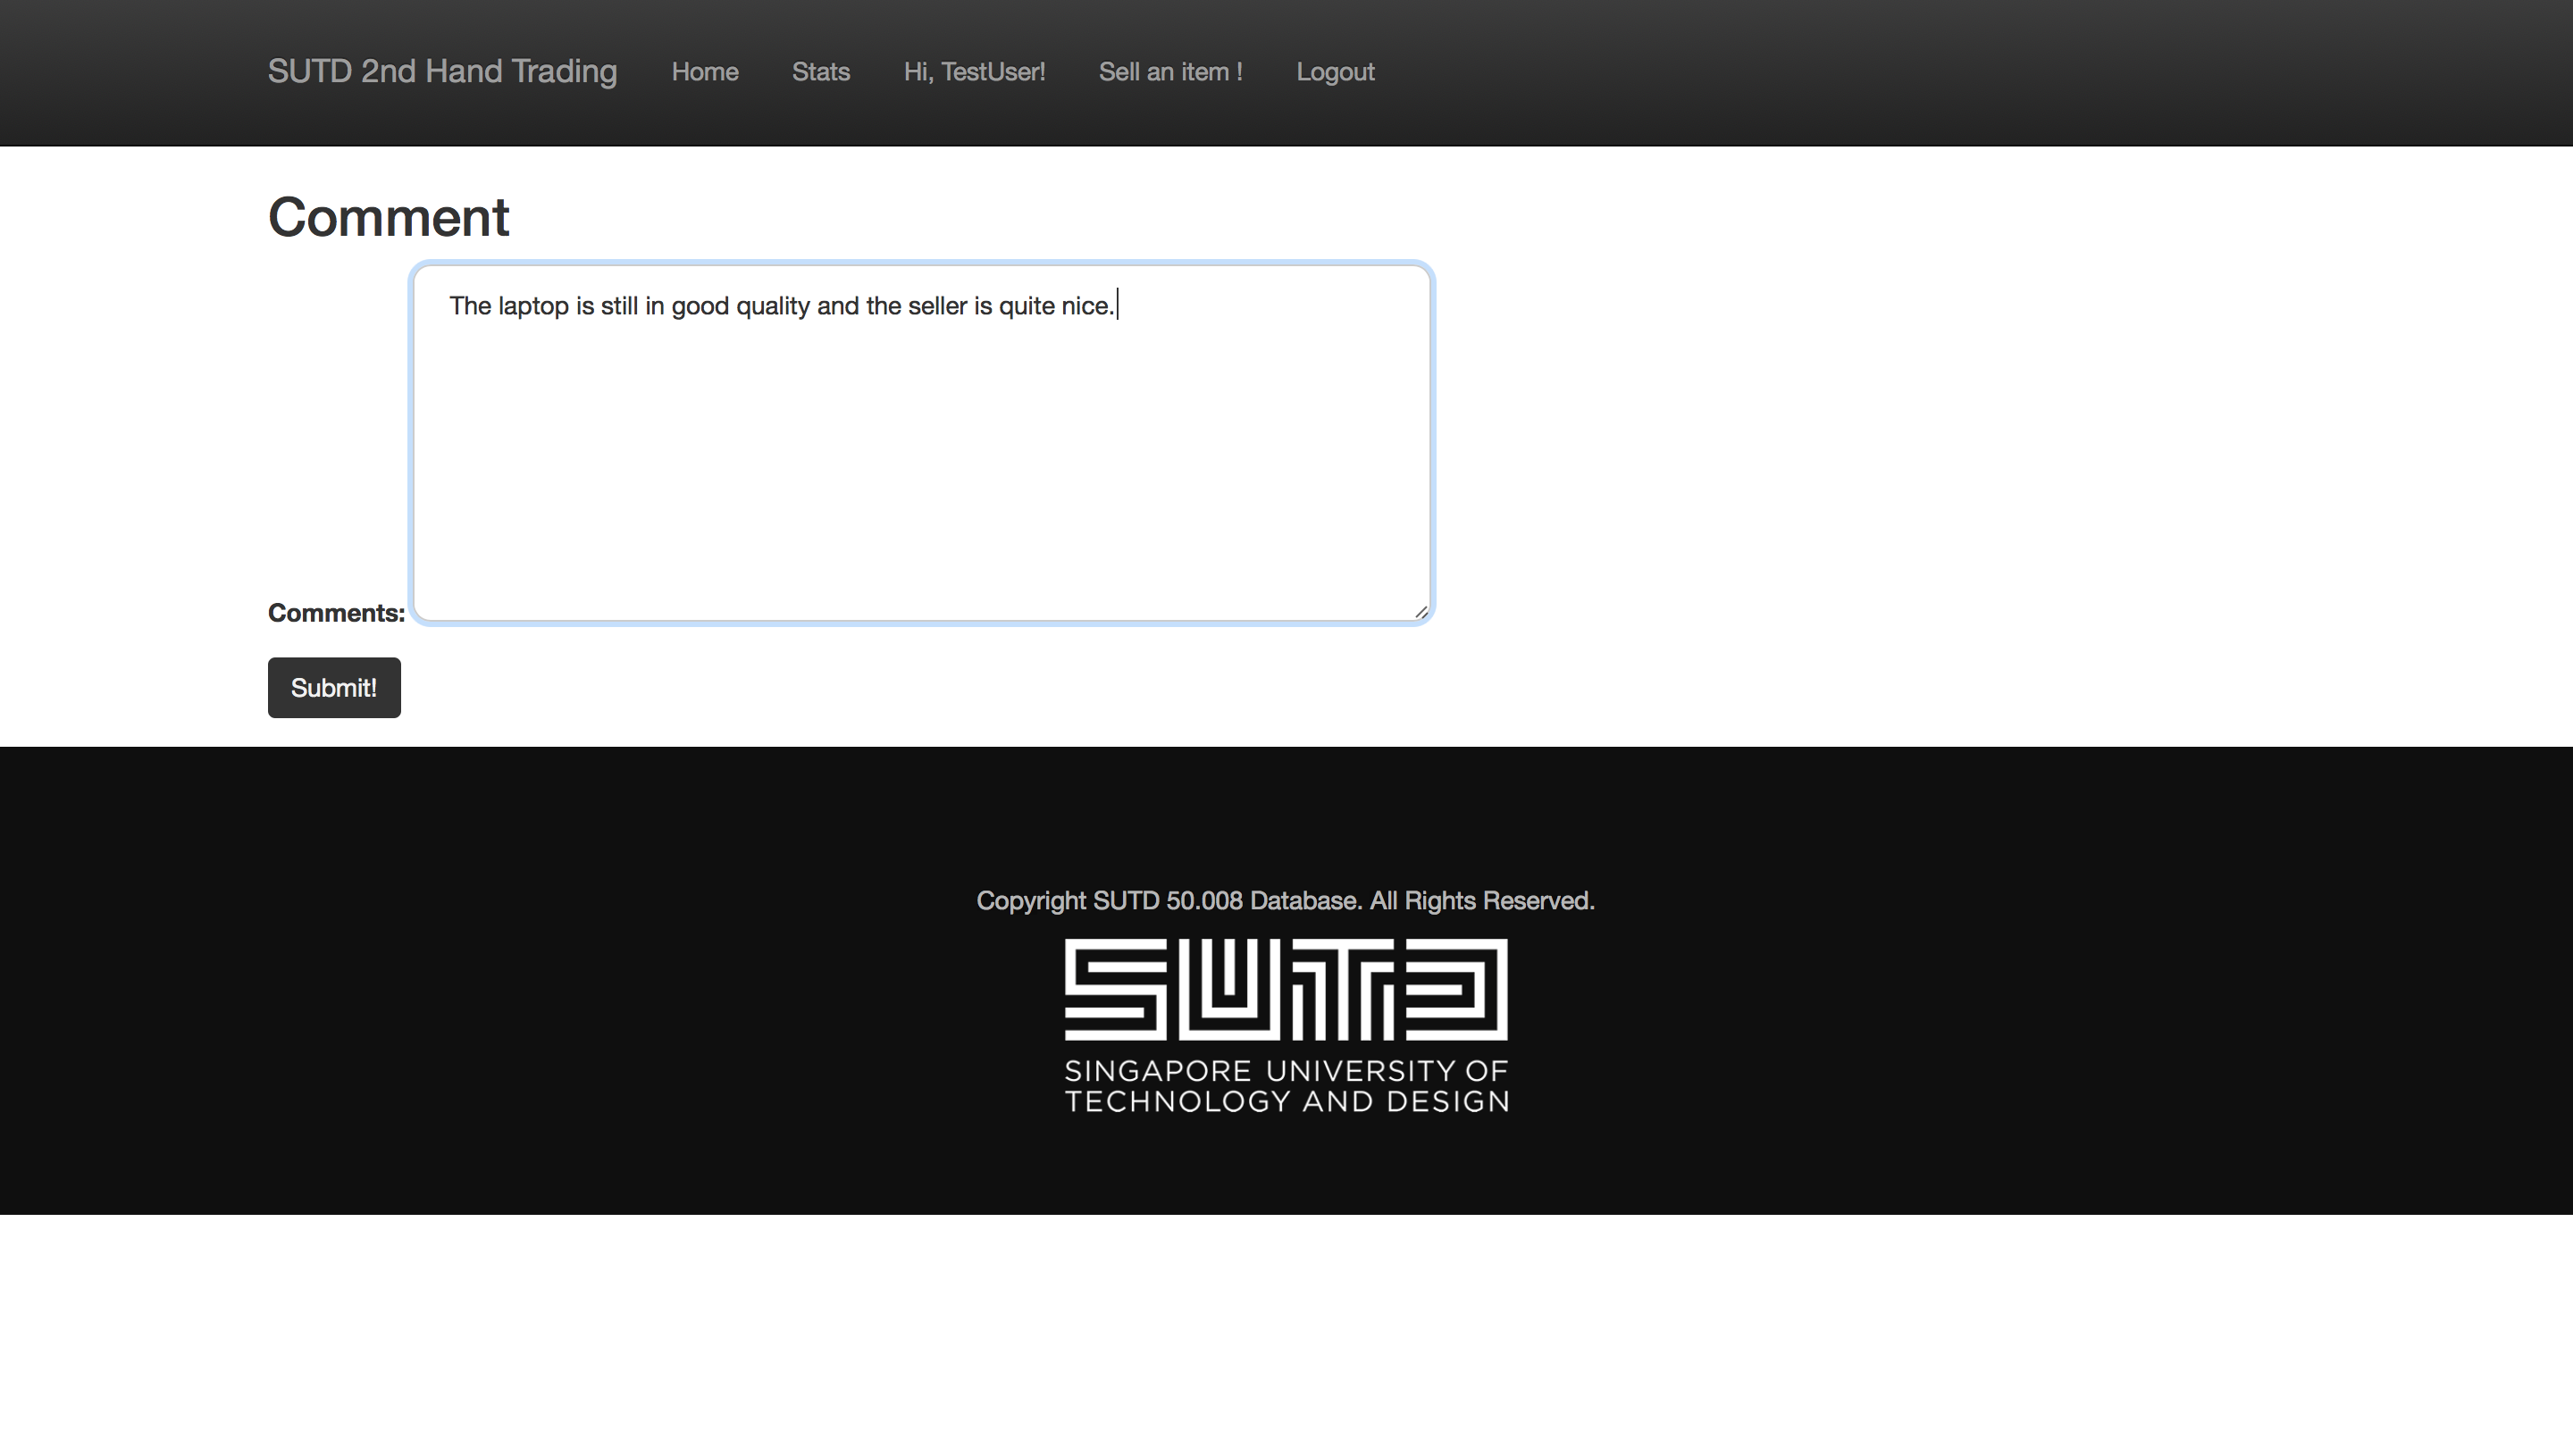 SUTD 2nd Hand Trading Home Stats Hi, TestUser! Sell an item ! Logout
Comment
The laptop is still in good quality and the seller is quite nice.
Comments:
Submit!
Copyright SUTD 50.008 Database. All Rights Reserved.
SUTD
SINGAPORE UNIVERSITY OF
TECHNOLOGY AND DESIGN